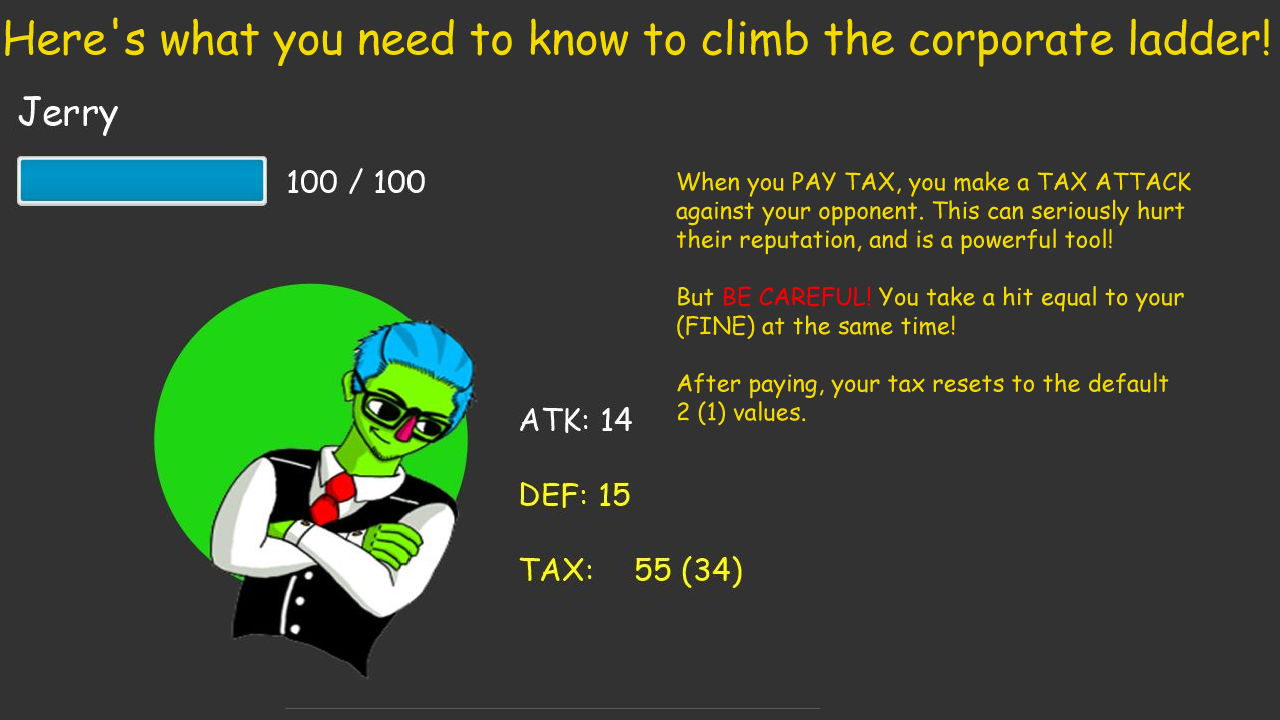 Here's what you need to know to climb the corporate ladder!
Jerry
100 / 100
When you PAY TAX, you make a TAX ATTACK
against your opponent. This can seriously hurt
their reputation, and is a powerful tool!
But BE CAREFUL! You take a hit equal to your
(FINE) at the same time!
After paying, your tax resets to the default
2 (1) values.
ATK: 14
DEF: 15
TAX: 55 (34)